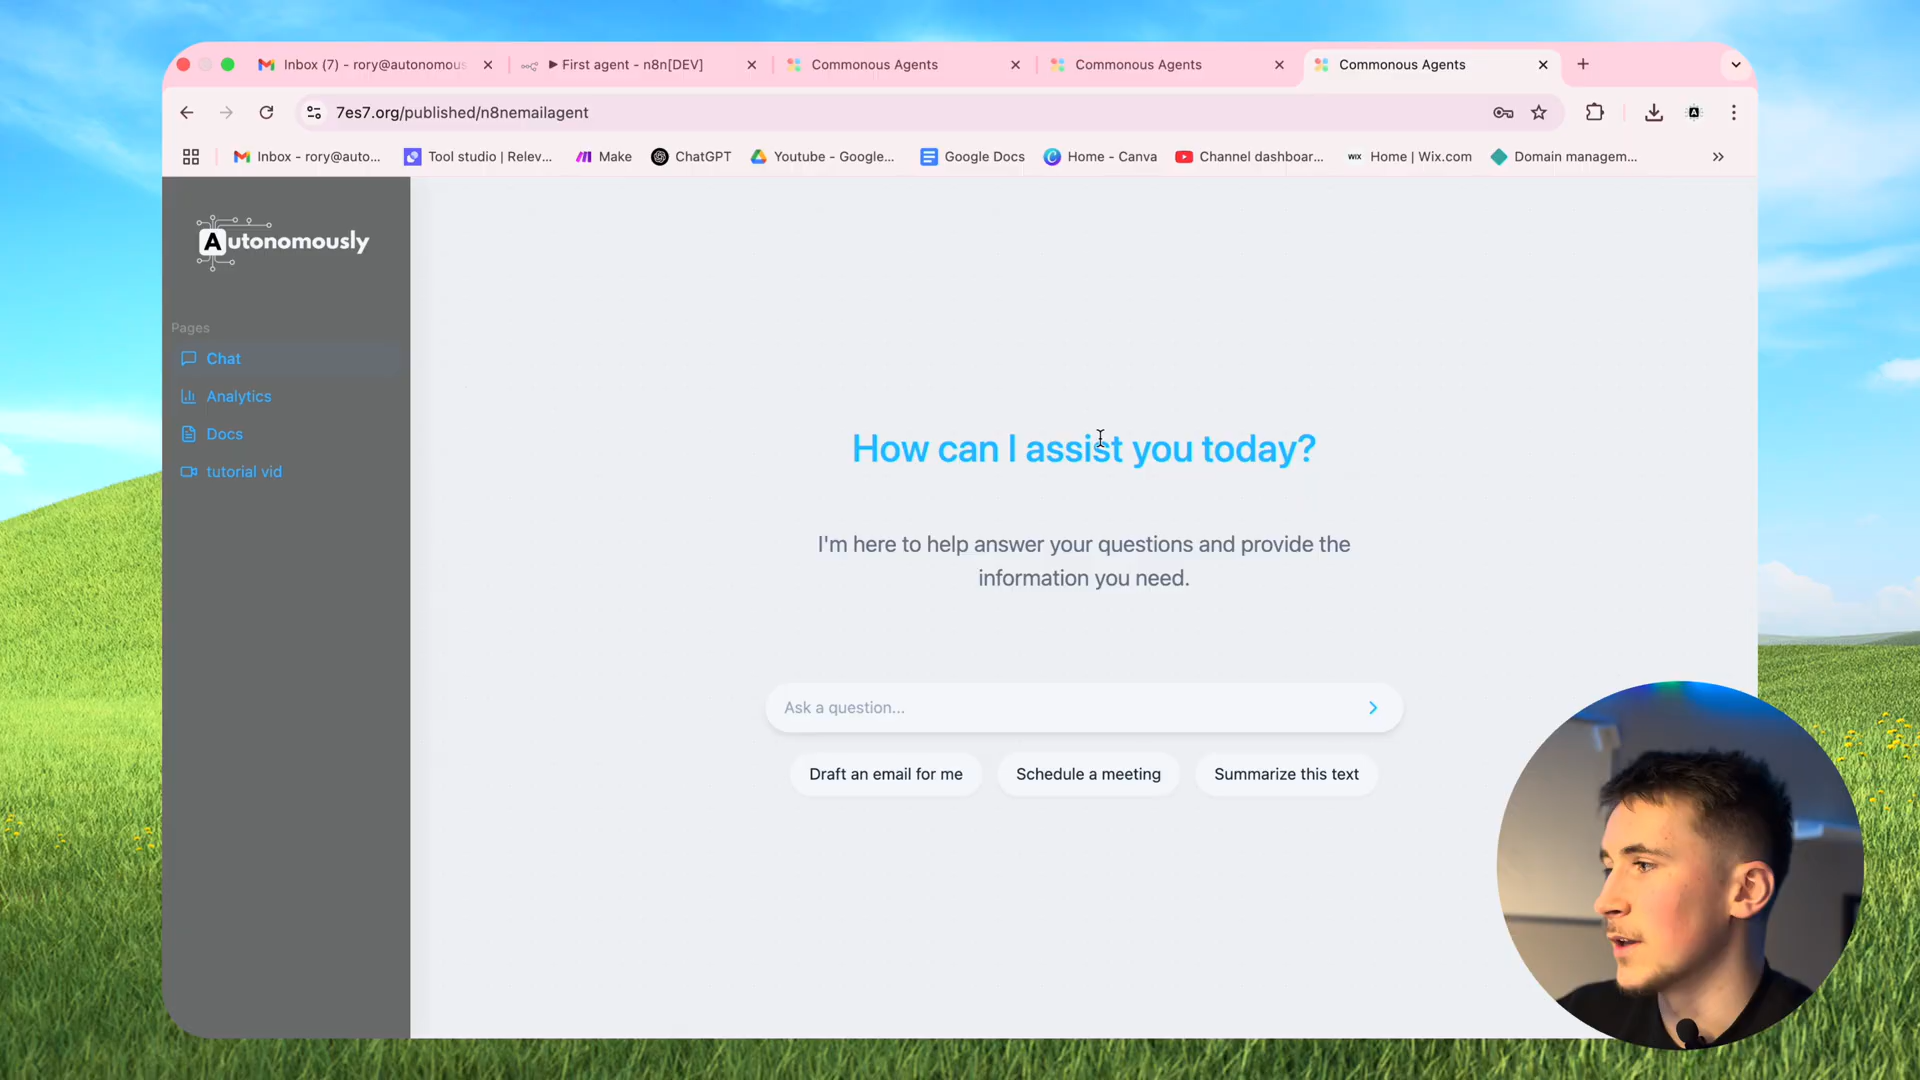 Inbox (7) - rory@autonomous
First agent - n8n[DEV]
Commonous Agents
Commonous Agents
Commonous Agents
7es7.org/published/n8nemailagent
Inbox - rory@auto...
Tool studio | Relev...
Make
ChatGPT
Youtube - Google...
Google Docs
Home - Canva
Channel dashboar...
WIX Home | Wix.com
Domain managem...
Autonomously
Pages
Chat
Analytics
Docs
tutorial vid
How can I assist you today?
I'm here to help answer your questions and provide the
information you need.
Ask a question...
Draft an email for me
Schedule a meeting
Summarize this text